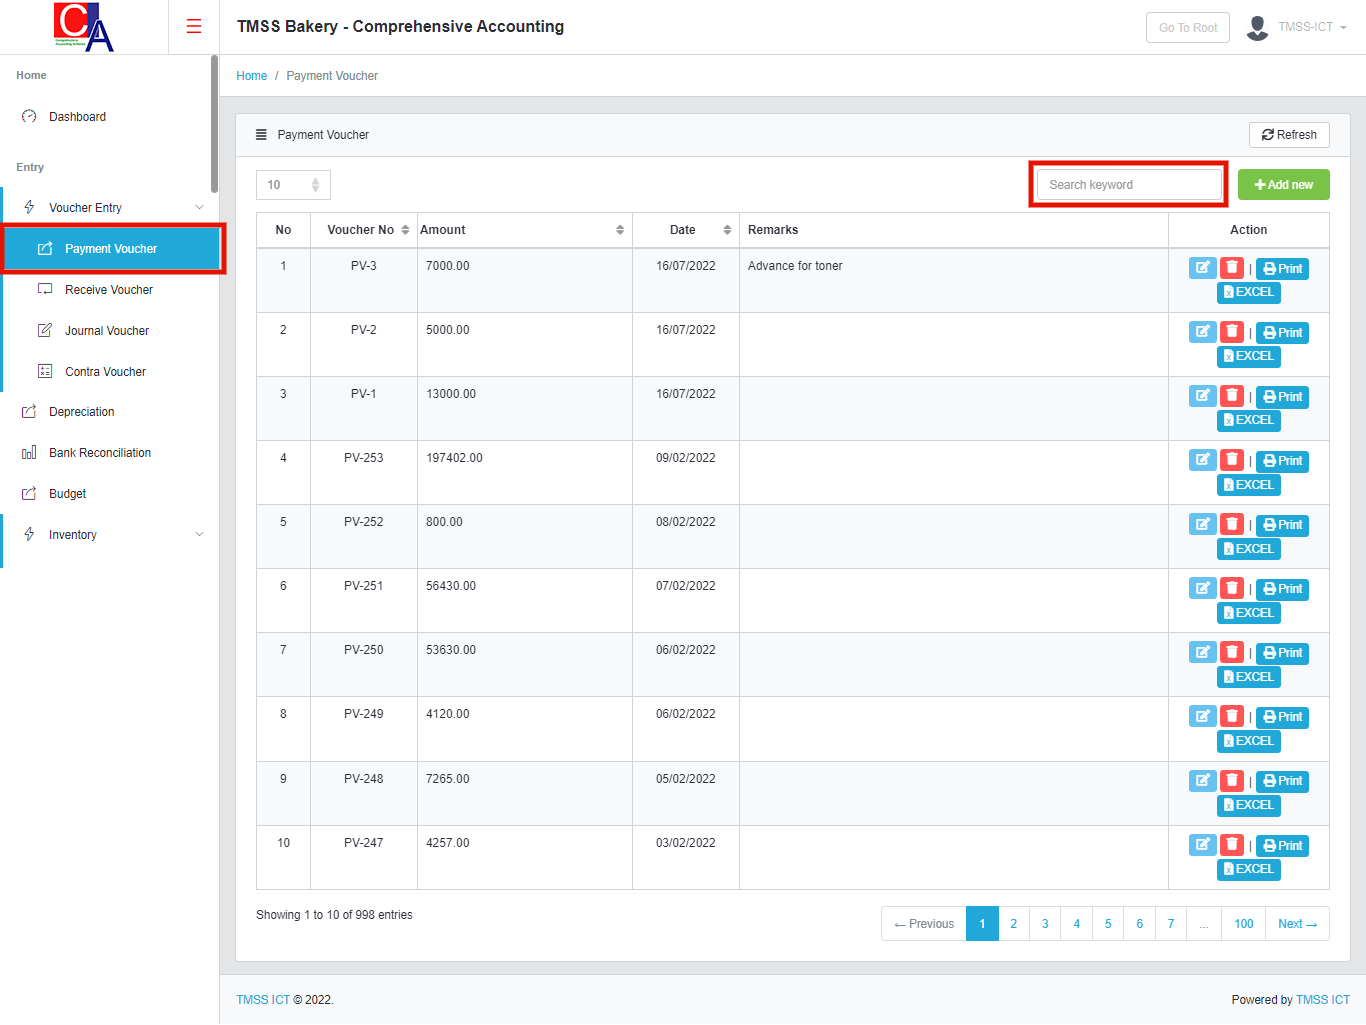 CA
Comprehensive
Accounting Software
TMSS Bakery - Comprehensive Accounting
Go To Root
TMSS-ICT
Home
Dashboard
Entry
Voucher Entry
Payment Voucher
Receive Voucher
Journal Voucher
Contra Voucher
Depreciation
Bank Reconciliation
Budget
Inventory
Home / Payment Voucher
Payment Voucher
Refresh
10
Search keyword
Add new
No Voucher No Amount Date Remarks Action
1 PV-3 7000.00 16/07/2022 Advance for toner | Print
EXCEL
2 PV-2 5000.00 16/07/2022 | Print
EXCEL
3 PV-1 13000.00 16/07/2022 | Print
EXCEL
4 PV-253 197402.00 09/02/2022 | Print
EXCEL
5 PV-252 800.00 08/02/2022 | Print
EXCEL
6 PV-251 56430.00 07/02/2022 | Print
EXCEL
7 PV-250 53630.00 06/02/2022 | Print
EXCEL
8 PV-249 4120.00 06/02/2022 | Print
EXCEL
9 PV-248 7265.00 05/02/2022 | Print
EXCEL
10 PV-247 4257.00 03/02/2022 | Print
EXCEL
Showing 1 to 10 of 998 entries
← Previous 1 2 3 4 5 6 7 ... 100 Next →
TMSS ICT © 2022.
Powered by TMSS ICT